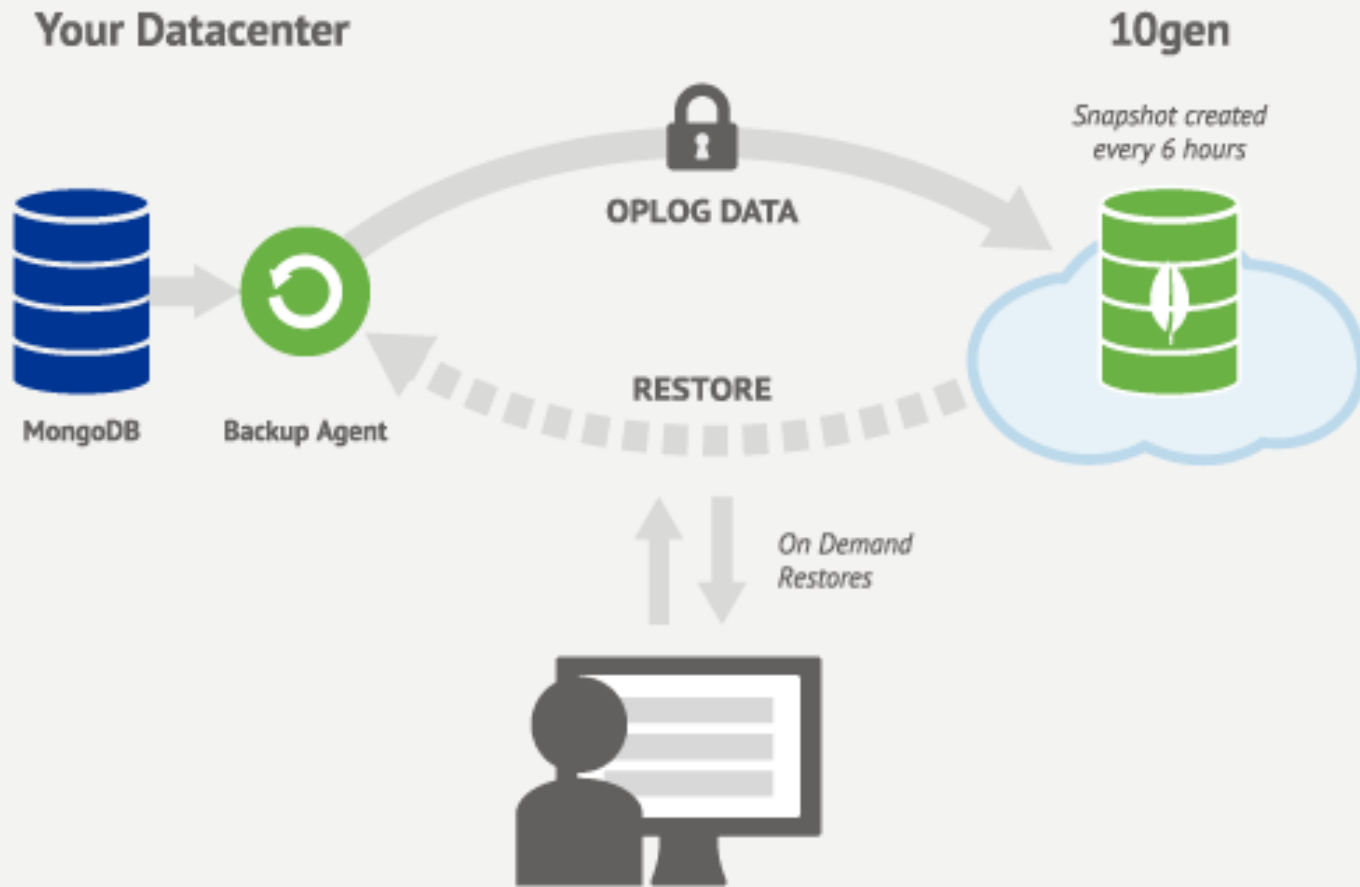 Your Datacenter
10gen
Snapshot created
every 6 hours
OPLOG DATA
RESTORE
MongoDB
Backup Agent
On Demand
Restores